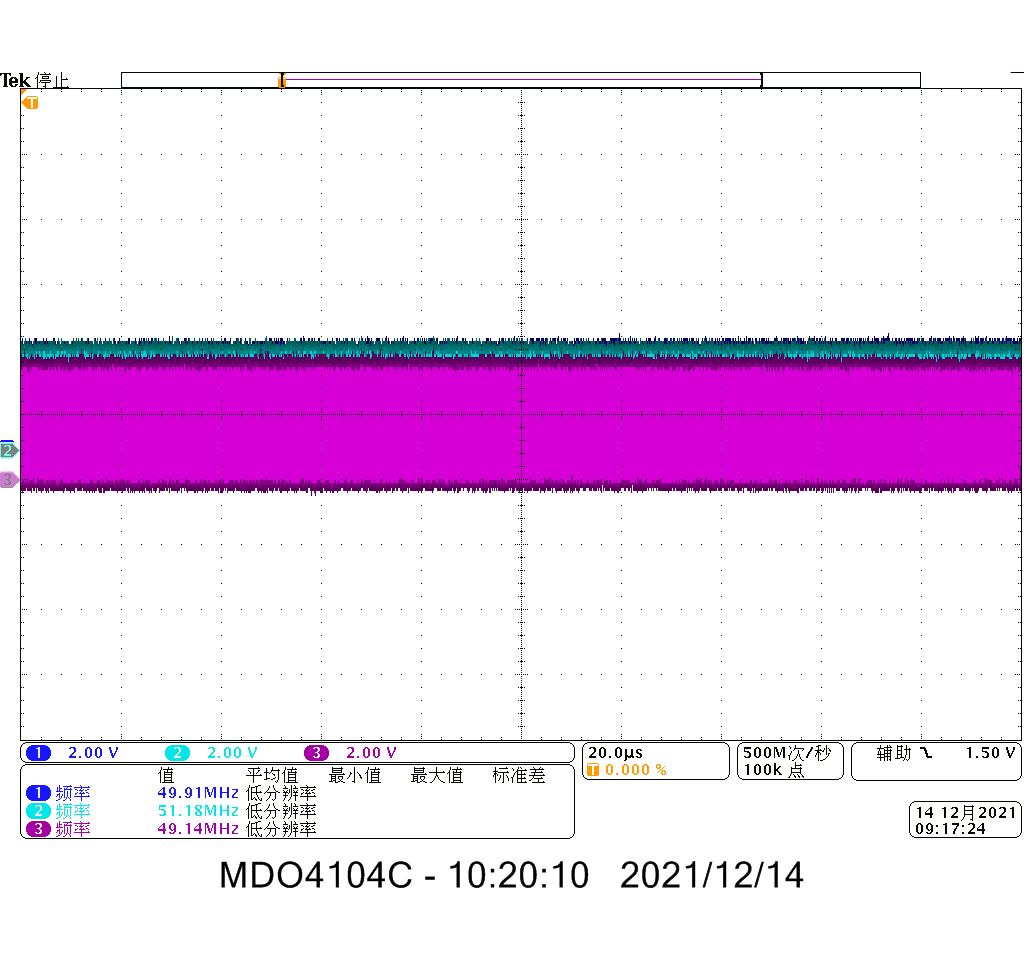 Tek 停止
T
2
3
1 2.00 V 2 2.00 V 3 2.00 V
20.0μs
T 0.000 %
500M次/秒
100k 点
辅助 1.50 V
值 平均值 最小值 最大值 标准差
1 频率 49.91MHz 低分辨率
2 频率 51.18MHz 低分辨率
3 频率 49.14MHz 低分辨率
14 12月2021
09:17:24
MDO4104C - 10:20:10 2021/12/14